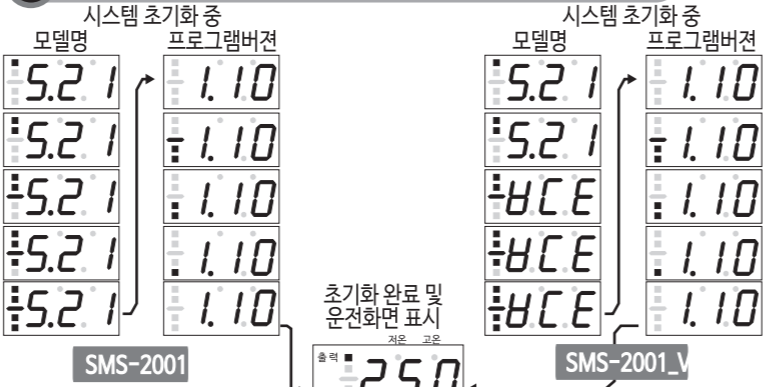 시스템 초기화 중
모델명 프로그램버젼
5.2 1 1.1.0
5.2 1 1.1.0
5.2 1 1.1.0
5.2 1 1.1.0
5.2 1 1.1.0
SMS-2001
시스템 초기화 중
모델명 프로그램버젼
5.2 1 1.1.0
5.2 1 1.1.0
1.1.0
1.1.0
1.1.0
SMS-2001_V
초기화 완료 및
운전화면 표시
저온 고온
출력 25.0